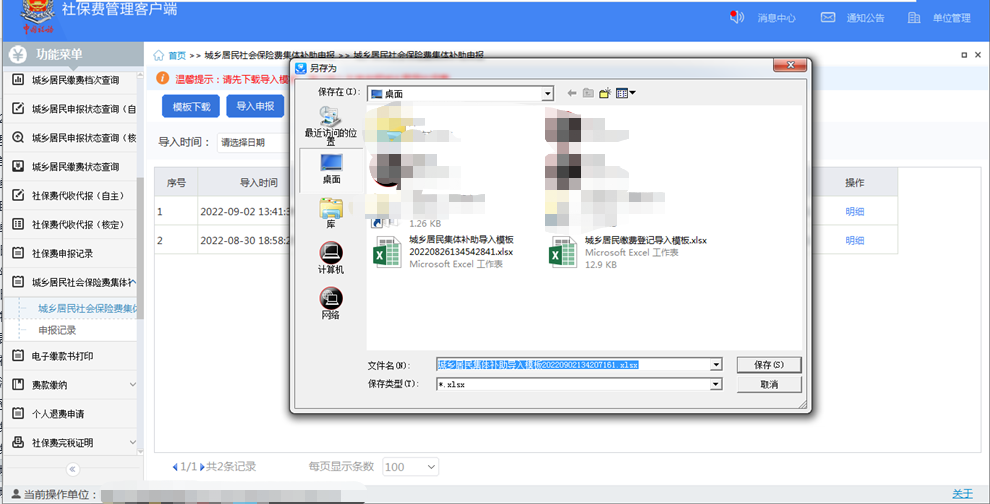 社保费管理客户端
消息中心 通知公告 单位管理
功能菜单
首页 >> 城乡居民社会保险费集体补助申报 >> 城乡居民社会保险费集体补助申报
城乡居民缴费档次查询
城乡居民申报状态查询（自
城乡居民申报状态查询（核
城乡居民缴费状态查询
社保费代收代报（自主）
社保费代收代报（核定）
社保费申报记录
城乡居民社会保险费集体补
城乡居民社会保险费集体
申报记录
电子缴款书打印
费款缴纳
个人退费申请
社保费完税证明
温馨提示：请先下载导入模
模板下载 导入申报
导入时间： 请选择日期
序号 导入时间 操作
1 2022-09-02 13:41:3 明细
2 2022-08-30 18:58:2 明细
另存为
保存在(I): 桌面
最近访问的位置
桌面
库
计算机
网络
1.26 KB
城乡居民集体补助导入模板
20220826134542841.xlsx
Microsoft Excel 工作表
城乡居民缴费登记导入模板.xlsx
Microsoft Excel 工作表
12.9 KB
文件名(N): 城乡居民集体补助导入模板20220902134207161.xlsx
保存(S)
保存类型(T): *.xlsx
取消
1/1 共2条记录 每页显示条数 100
当前操作单位：
关于